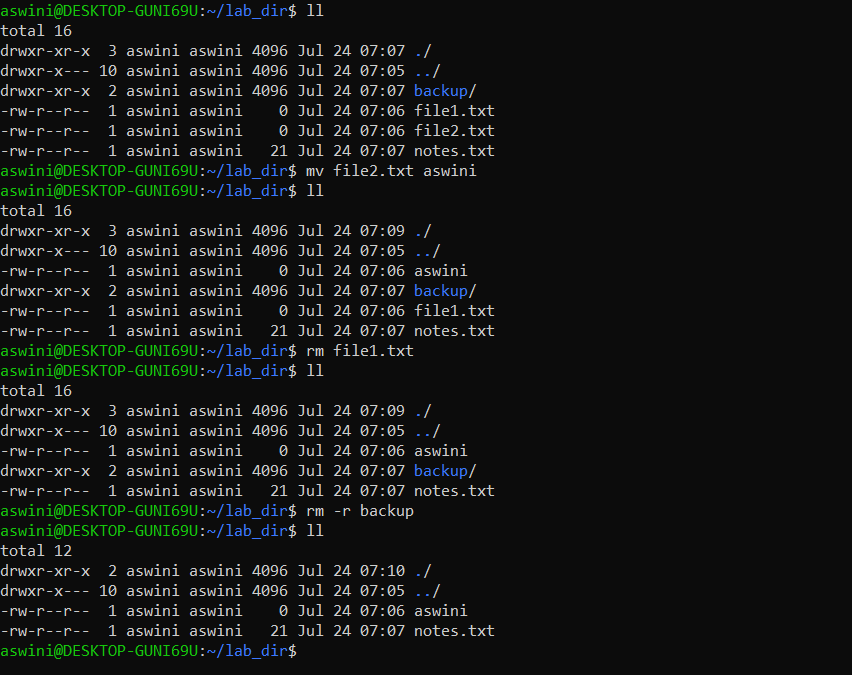 aswini@DESKTOP-GUNI69U:~/lab_dir$ ll
total 16
drwxr-xr-x  3 aswini aswini 4096 Jul 24 07:07 ./
drwxr-x--- 10 aswini aswini 4096 Jul 24 07:05 ../
drwxr-xr-x  2 aswini aswini 4096 Jul 24 07:07 backup/
-rw-r--r--  1 aswini aswini    0 Jul 24 07:06 file1.txt
-rw-r--r--  1 aswini aswini    0 Jul 24 07:06 file2.txt
-rw-r--r--  1 aswini aswini   21 Jul 24 07:07 notes.txt
aswini@DESKTOP-GUNI69U:~/lab_dir$ mv file2.txt aswini
aswini@DESKTOP-GUNI69U:~/lab_dir$ ll
total 16
drwxr-xr-x  3 aswini aswini 4096 Jul 24 07:09 ./
drwxr-x--- 10 aswini aswini 4096 Jul 24 07:05 ../
-rw-r--r--  1 aswini aswini    0 Jul 24 07:06 aswini
drwxr-xr-x  2 aswini aswini 4096 Jul 24 07:07 backup/
-rw-r--r--  1 aswini aswini    0 Jul 24 07:06 file1.txt
-rw-r--r--  1 aswini aswini   21 Jul 24 07:07 notes.txt
aswini@DESKTOP-GUNI69U:~/lab_dir$ rm file1.txt
aswini@DESKTOP-GUNI69U:~/lab_dir$ ll
total 16
drwxr-xr-x  3 aswini aswini 4096 Jul 24 07:09 ./
drwxr-x--- 10 aswini aswini 4096 Jul 24 07:05 ../
-rw-r--r--  1 aswini aswini    0 Jul 24 07:06 aswini
drwxr-xr-x  2 aswini aswini 4096 Jul 24 07:07 backup/
-rw-r--r--  1 aswini aswini   21 Jul 24 07:07 notes.txt
aswini@DESKTOP-GUNI69U:~/lab_dir$ rm -r backup
aswini@DESKTOP-GUNI69U:~/lab_dir$ ll
total 12
drwxr-xr-x  2 aswini aswini 4096 Jul 24 07:10 ./
drwxr-x--- 10 aswini aswini 4096 Jul 24 07:05 ../
-rw-r--r--  1 aswini aswini    0 Jul 24 07:06 aswini
-rw-r--r--  1 aswini aswini   21 Jul 24 07:07 notes.txt
aswini@DESKTOP-GUNI69U:~/lab_dir$